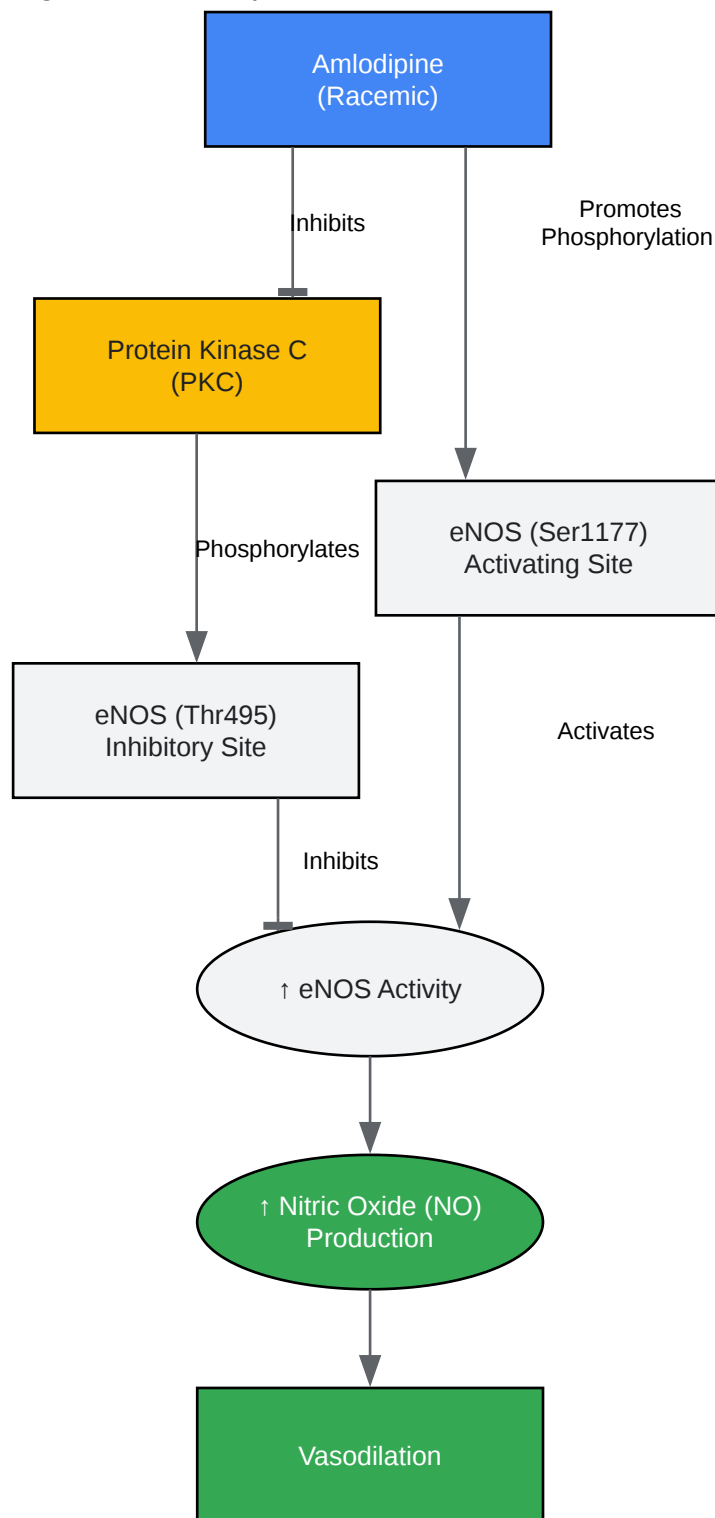 Amlodipine
(Racemic)
Inhibits
Promotes
Phosphorylation
Protein Kinase C
(PKC)
Phosphorylates
eNOS (Ser1177)
Activating Site
eNOS (Thr495)
Inhibitory Site
Activates
Inhibits
↑ eNOS Activity
↑ Nitric Oxide (NO)
Production
Vasodilation